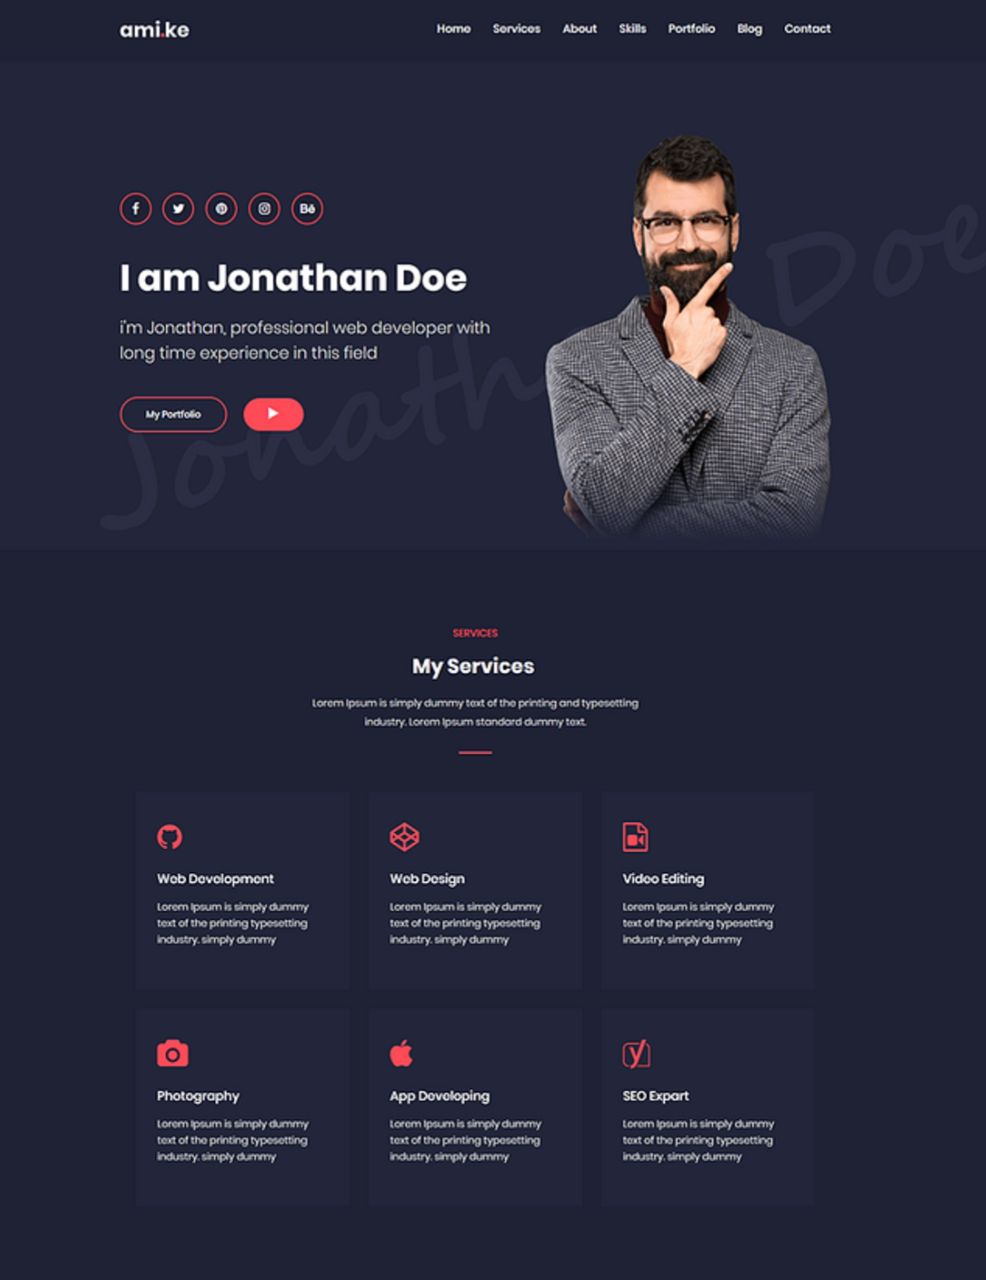 ami.ke
Home Services About Skills Portfolio Blog Contact
Bē
I am Jonathan Doe
i'm Jonathan, professional web developer with
long time experience in this field
My Portfolio
Jonath Doe
SERVICES
My Services
Lorem Ipsum is simply dummy text of the printing and typesetting
industry. Lorem Ipsum standard dummy text.
Web Development
Lorem Ipsum is simply dummy
text of the printing typesetting
industry. simply dummy
Web Design
Lorem Ipsum is simply dummy
text of the printing typesetting
industry. simply dummy
Video Editing
Lorem Ipsum is simply dummy
text of the printing typesetting
industry. simply dummy
Photography
Lorem Ipsum is simply dummy
text of the printing typesetting
industry. simply dummy
App Developing
Lorem Ipsum is simply dummy
text of the printing typesetting
industry. simply dummy
SEO Expart
Lorem Ipsum is simply dummy
text of the printing typesetting
industry. simply dummy